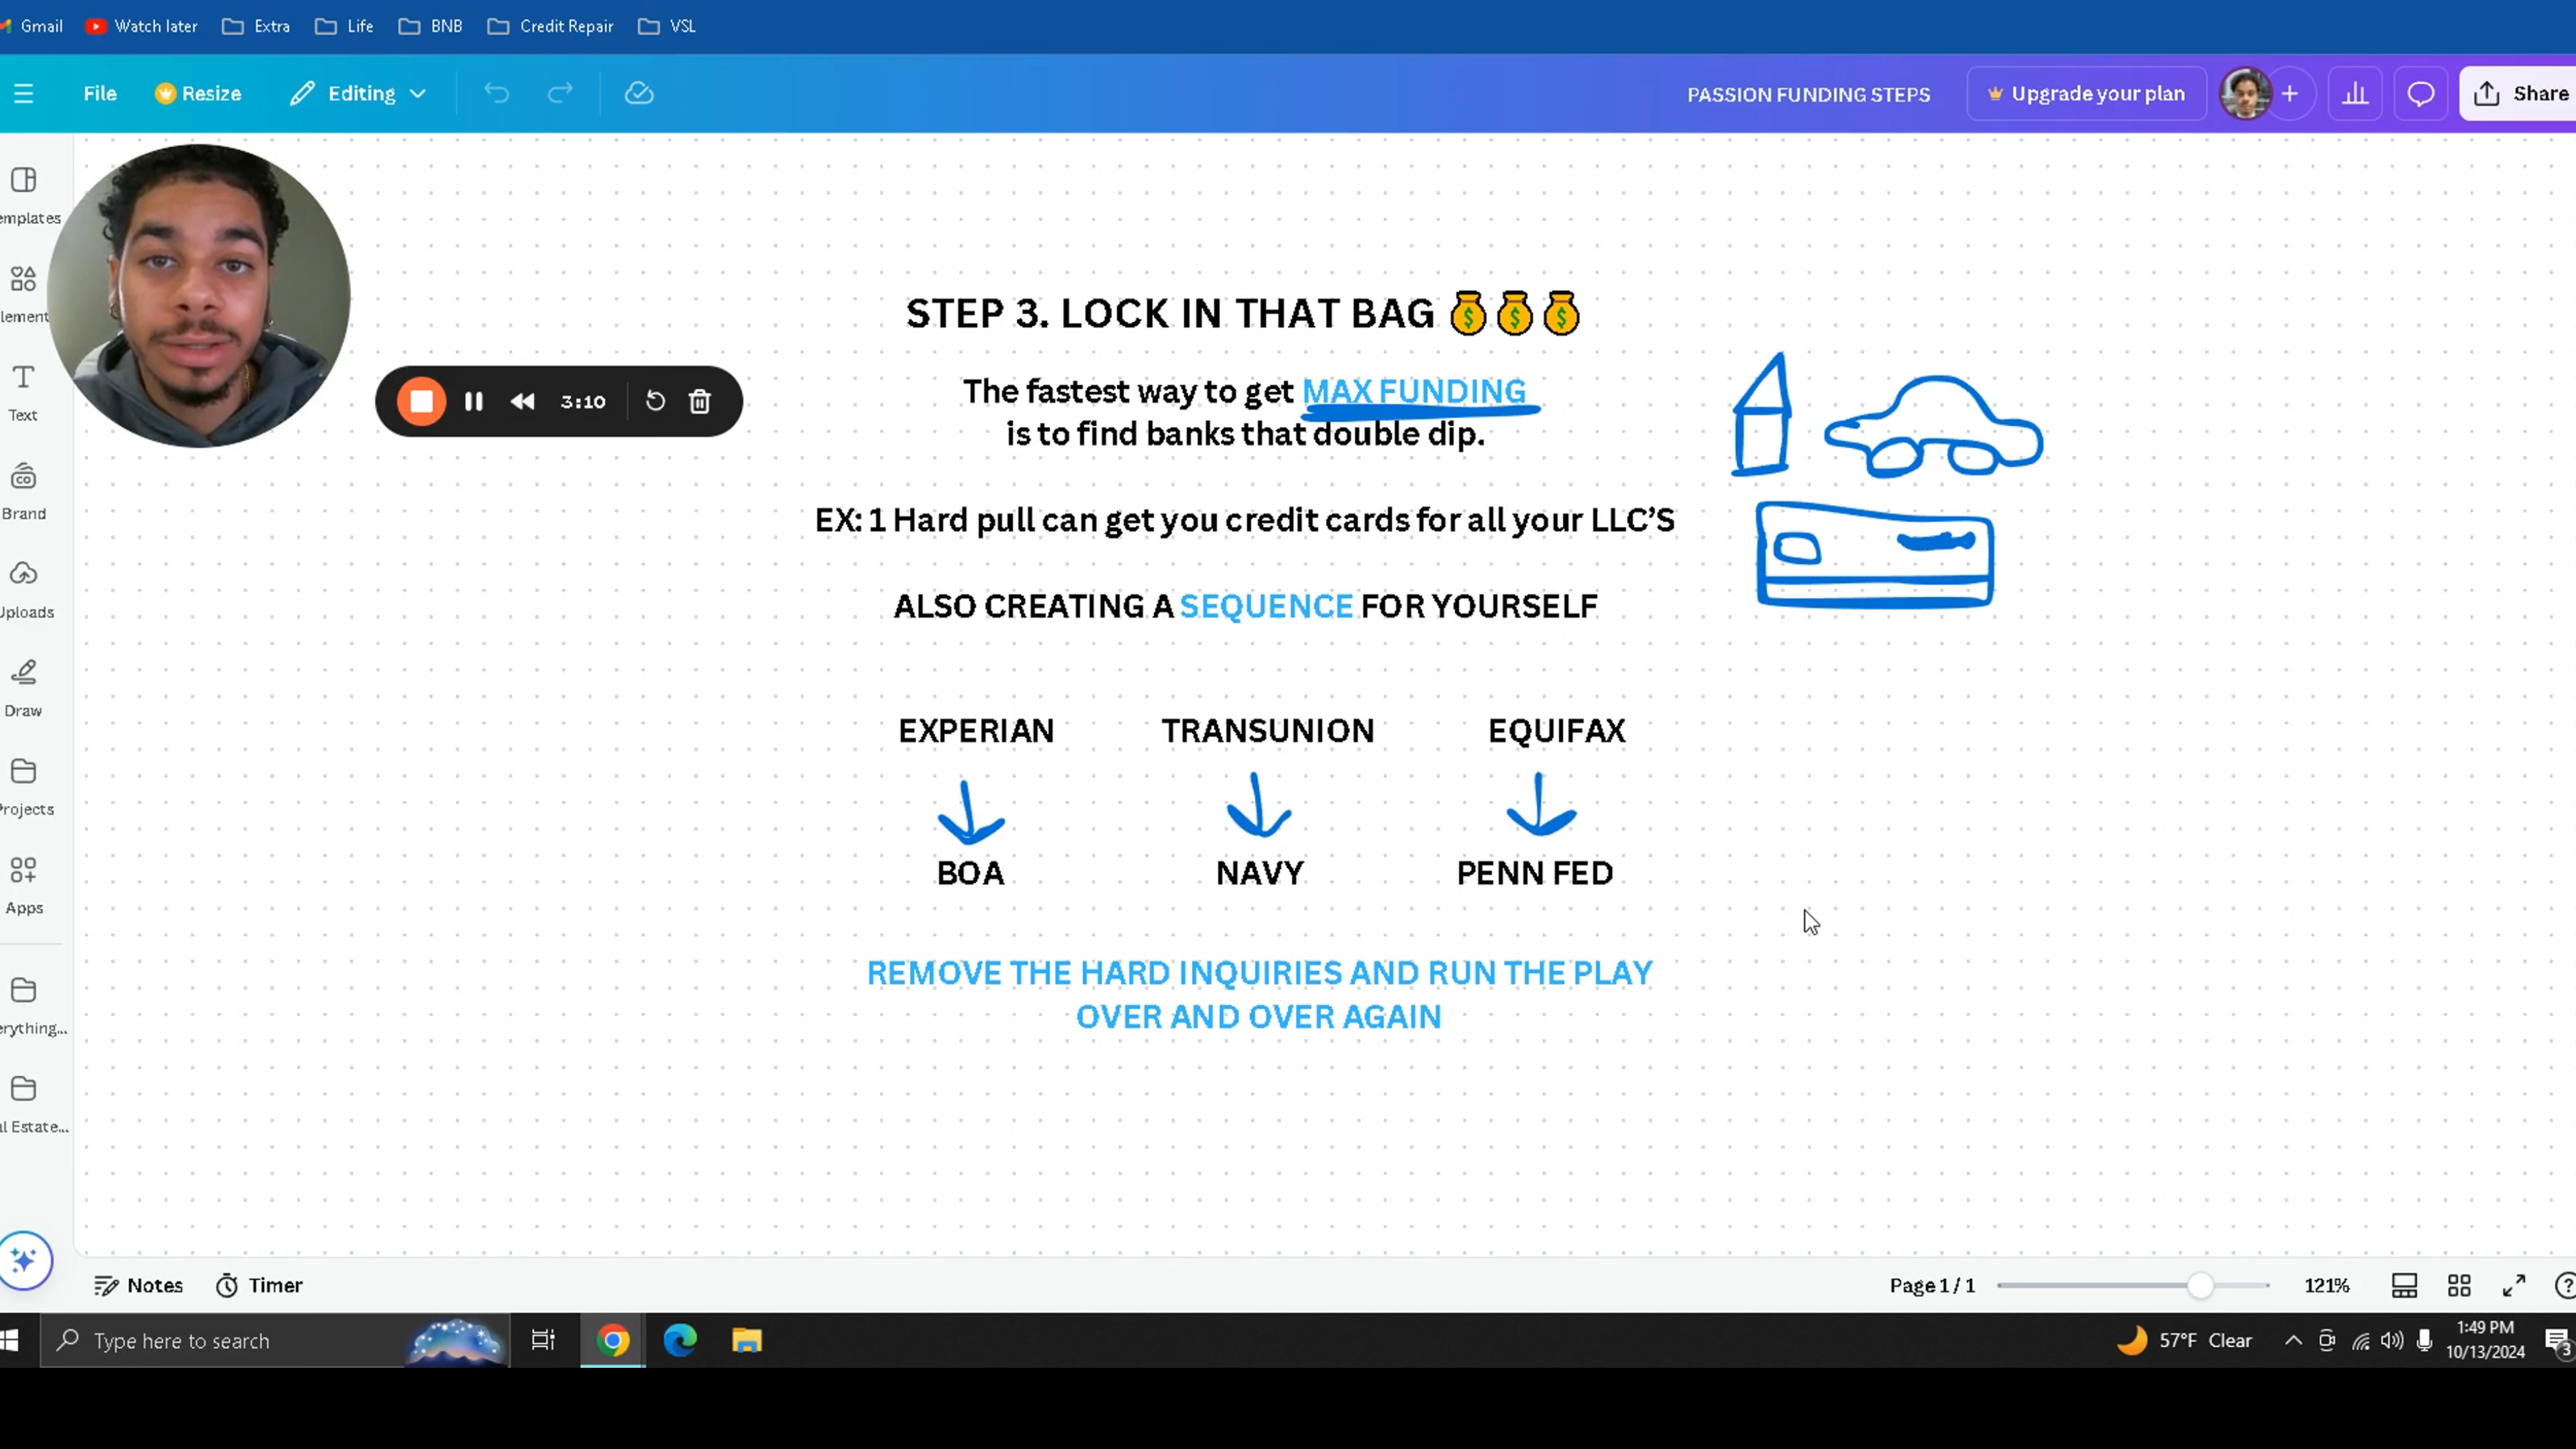 Gmail Watch later Extra Life BNB Credit Repair VSL
File Resize Editing PASSION FUNDING STEPS Upgrade your plan Share
emplates
lement
Text
Brand
Uploads
Draw
Projects
Apps
erything...
al Estate...
3:10
STEP 3. LOCK IN THAT BAG 💰💰💰
The fastest way to get MAX FUNDING
is to find banks that double dip.
EX: 1 Hard pull can get you credit cards for all your LLC'S
ALSO CREATING A SEQUENCE FOR YOURSELF
EXPERIAN TRANSUNION EQUIFAX
BOA NAVY PENN FED
REMOVE THE HARD INQUIRIES AND RUN THE PLAY
OVER AND OVER AGAIN
Notes Timer Page 1 / 1 121%
Type here to search 57°F Clear 1:49 PM
10/13/2024 3